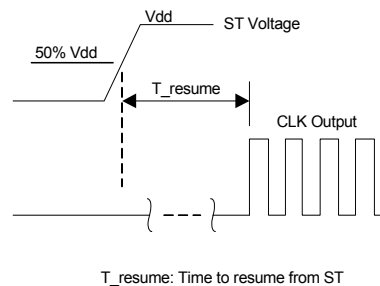 Vdd
ST Voltage
50% Vdd
T_resume
CLK Output
T_resume: Time to resume from ST